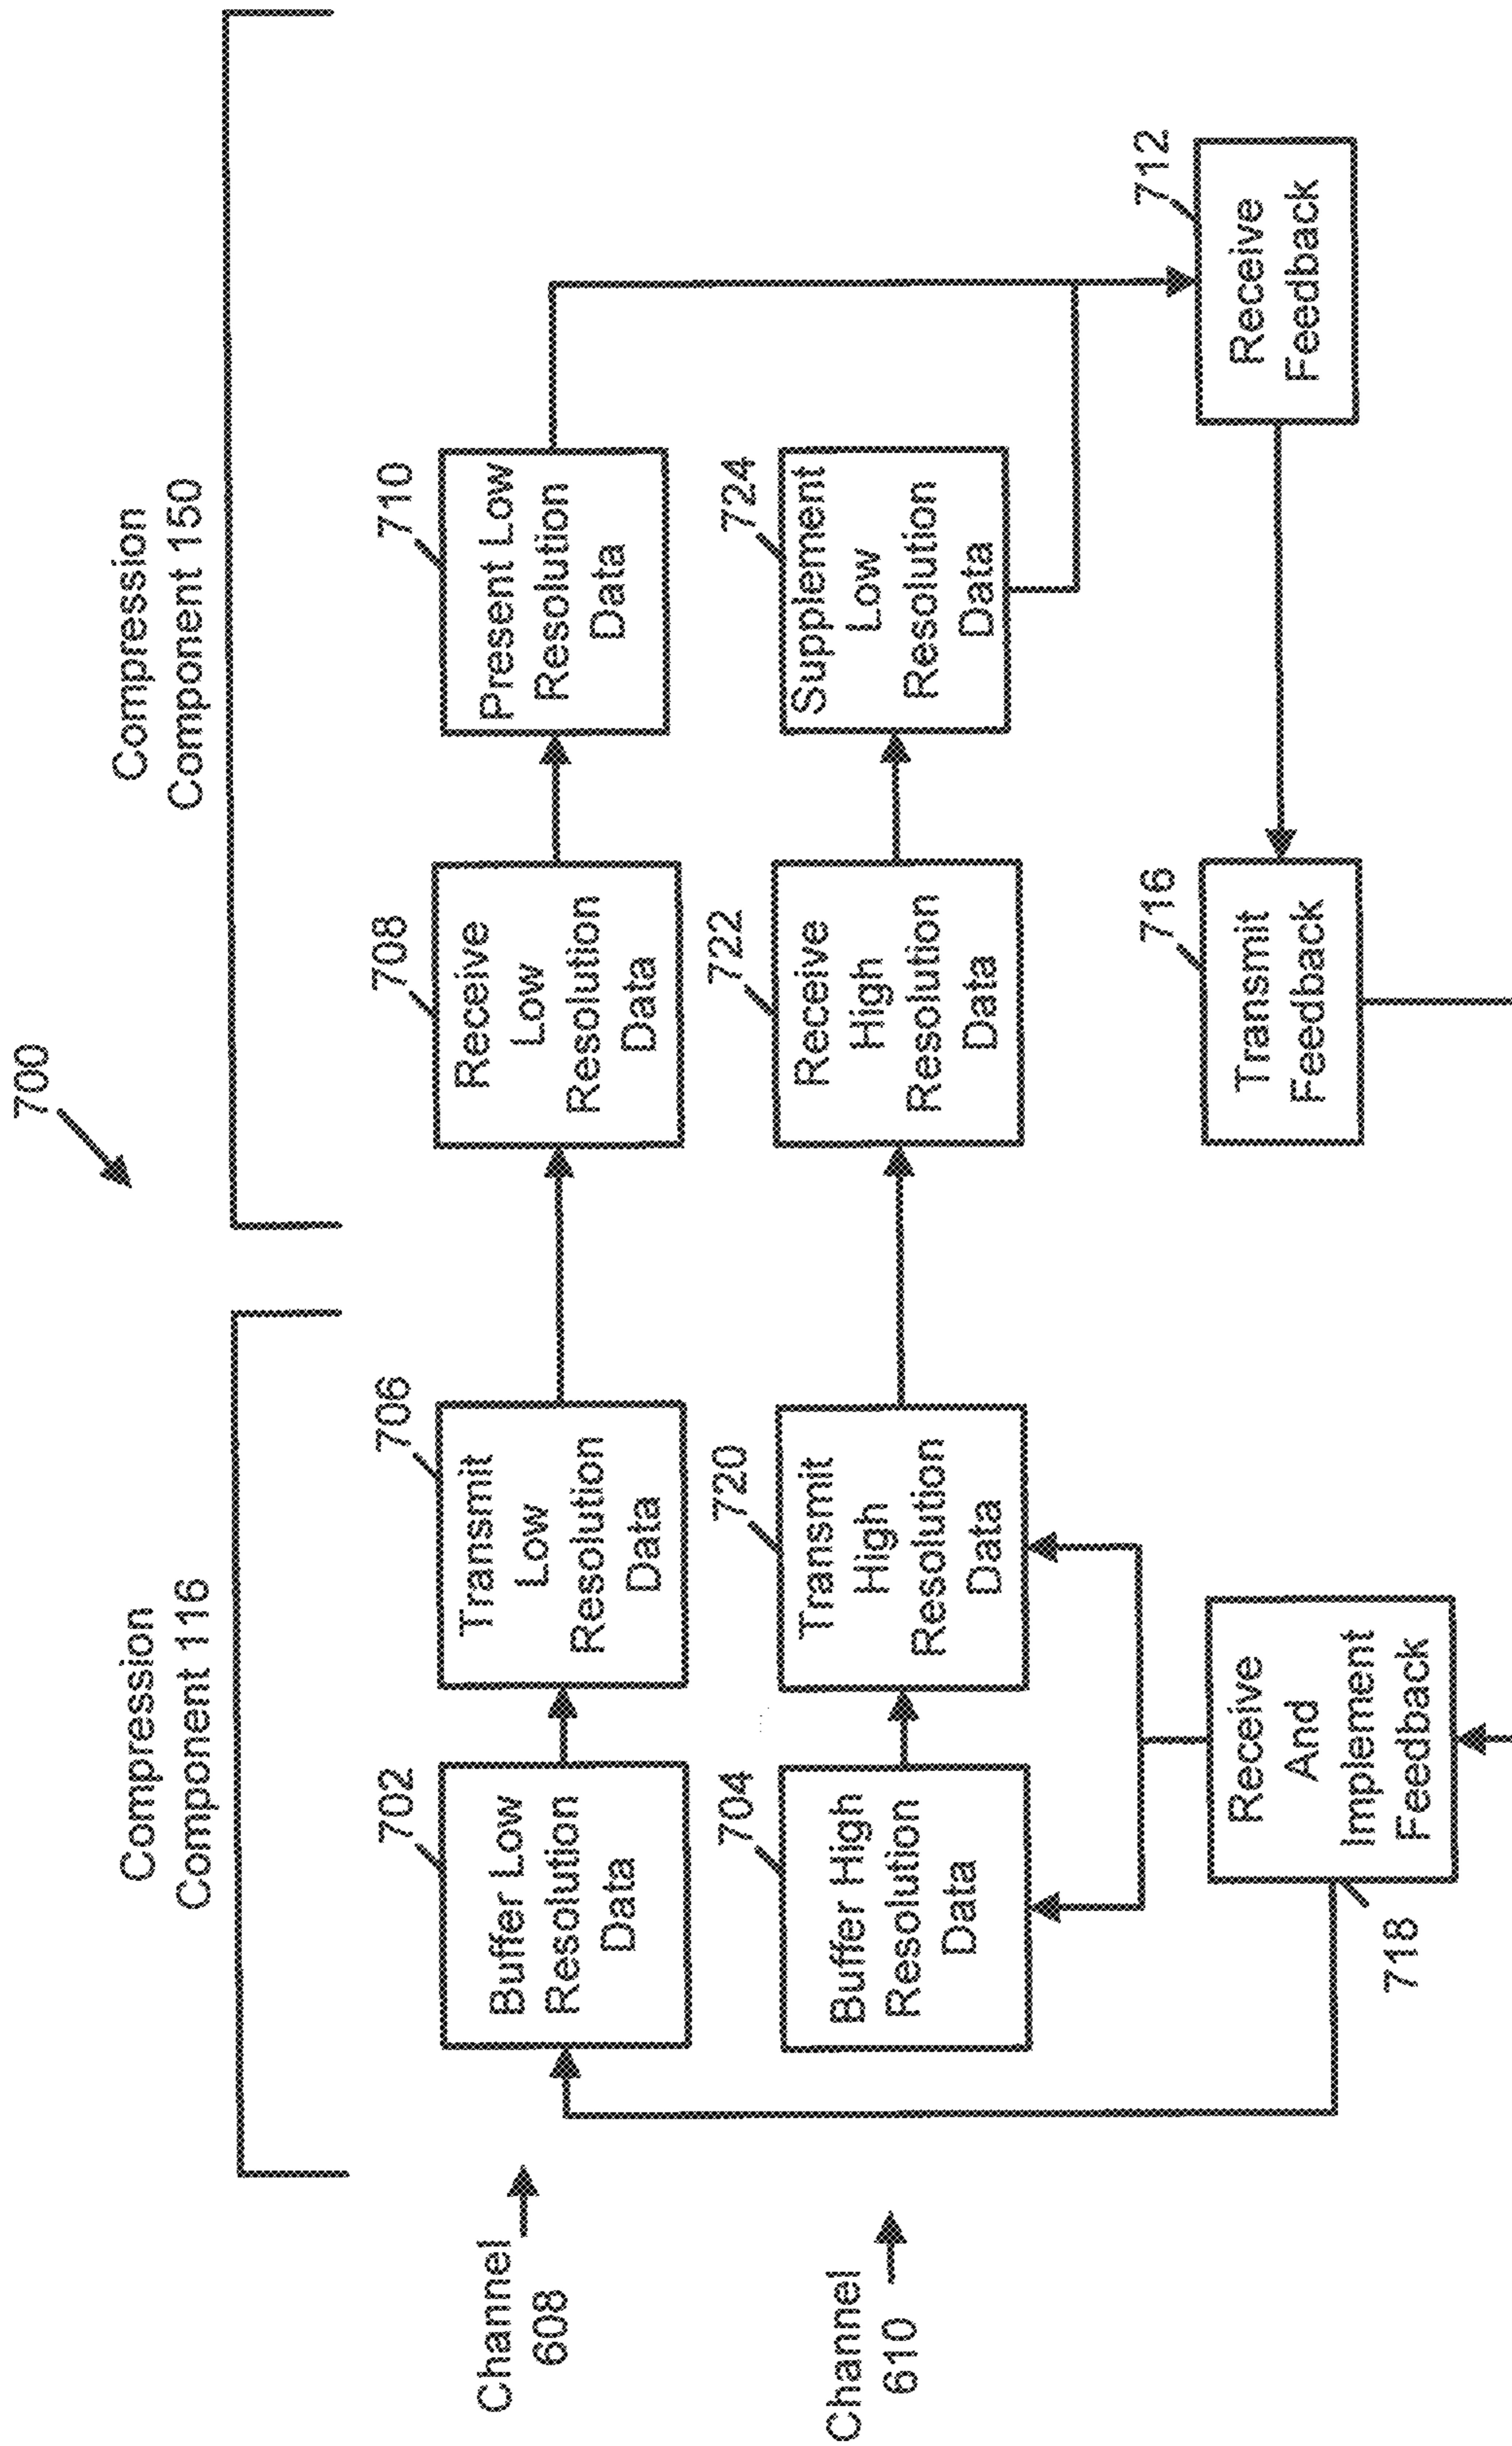 700
Compression
Component 116
Compression
Component 150
Channel
608
702
Buffer Low
Resolution
Data
706
Transmit
Low
Resolution
Data
708
Receive
Low
Resolution
Data
710
Present Low
Resolution
Data
Channel
610
704
Buffer High
Resolution
Data
720
Transmit
High
Resolution
Data
722
Receive
High
Resolution
Data
724
Supplement
Low
Resolution
Data
718
Receive
And
Implement
Feedback
716
Transmit
Feedback
712
Receive
Feedback